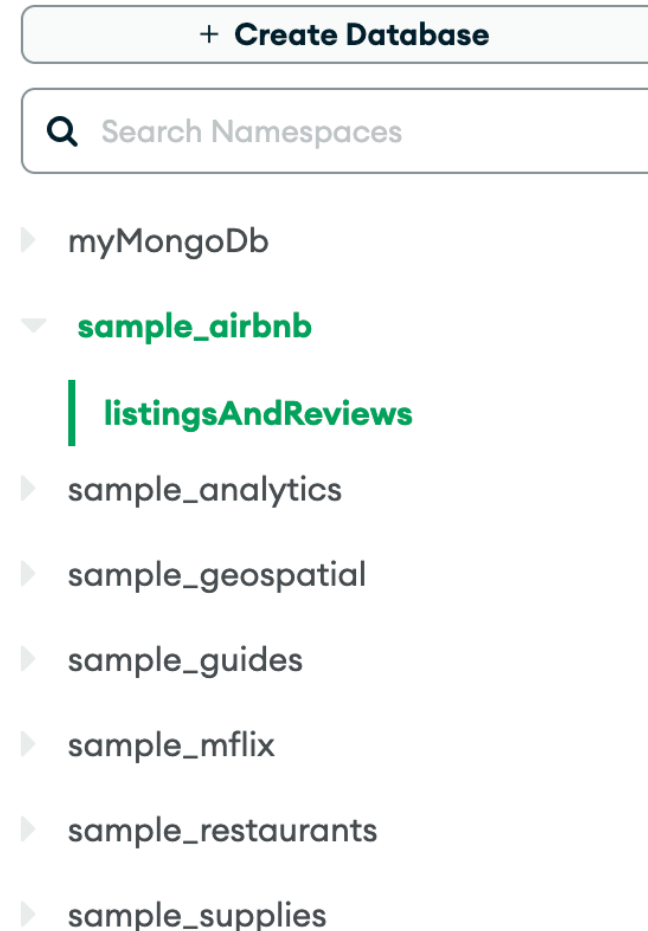 + Create Database
Search Namespaces
myMongoDb
sample_airbnb
listingsAndReviews
sample_analytics
sample_geospatial
sample_guides
sample_mflix
sample_restaurants
sample_supplies